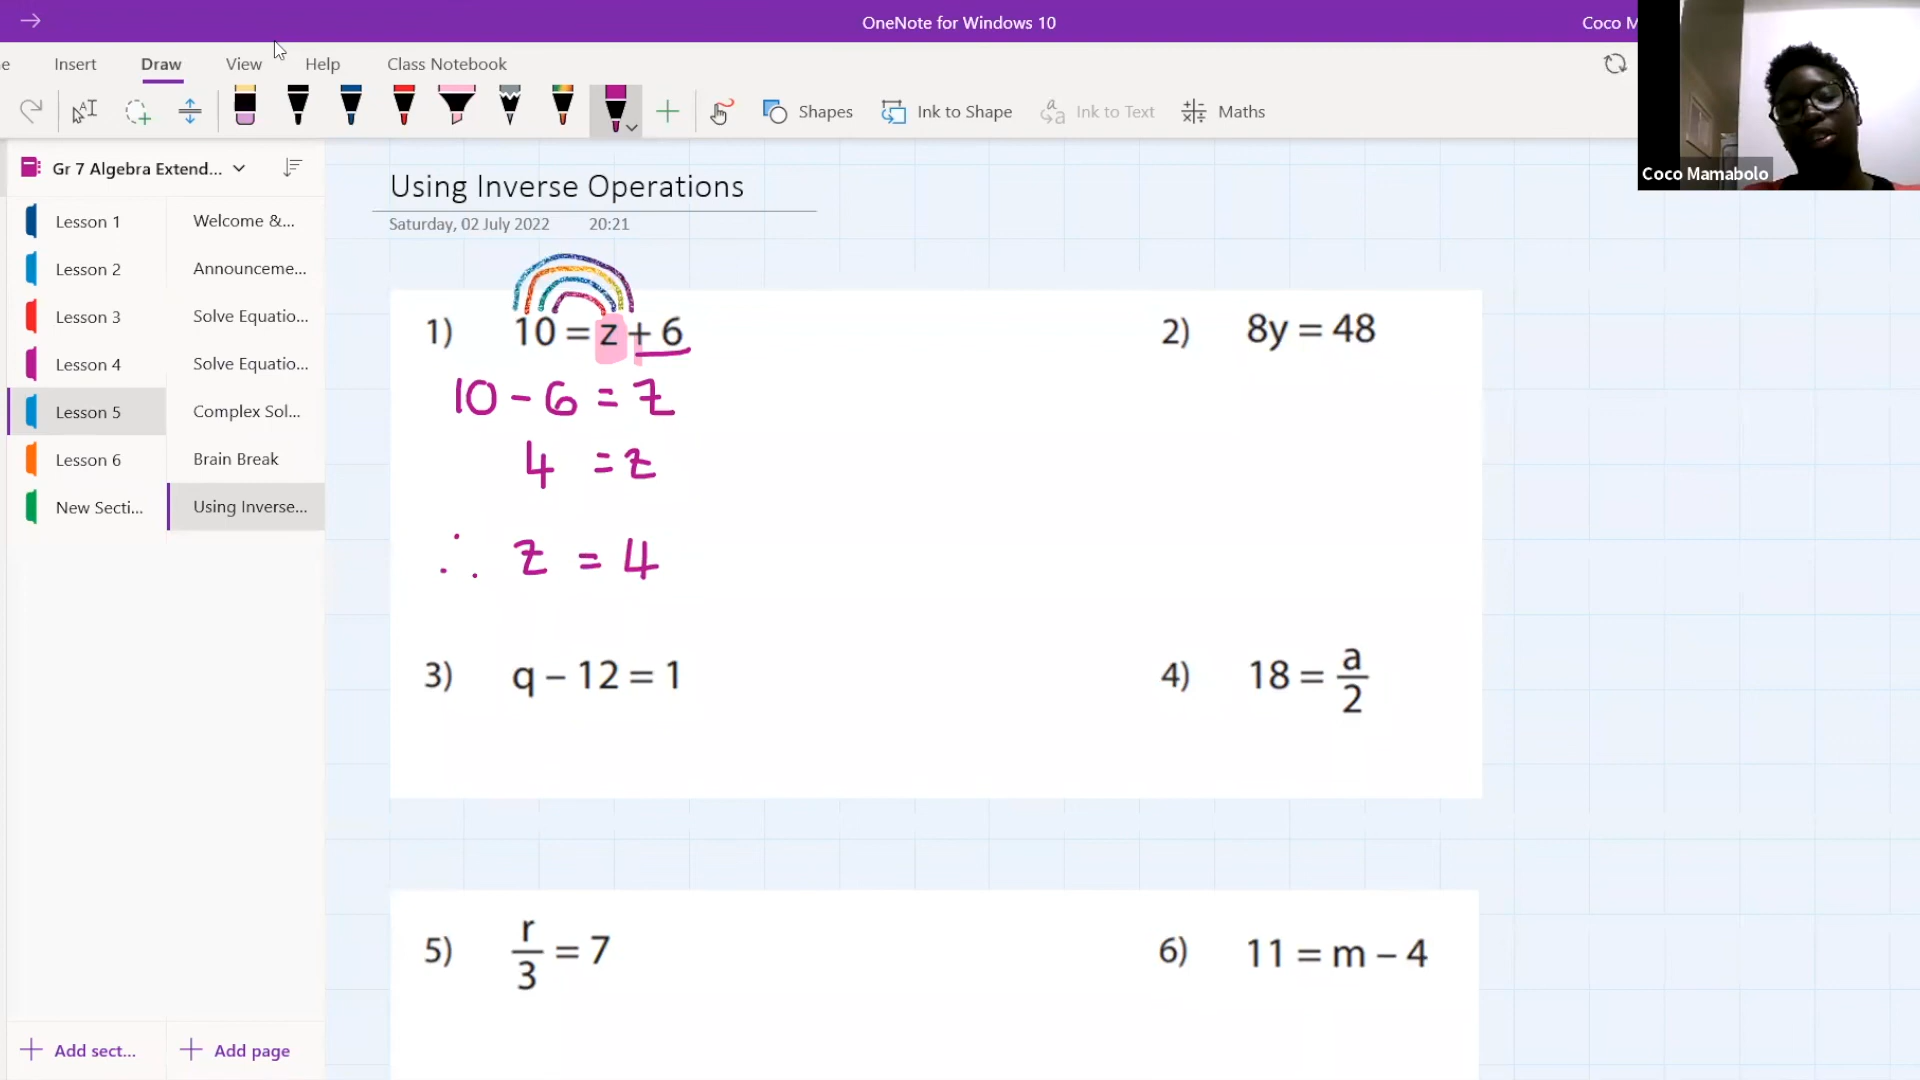 OneNote for Windows 10
Coco M
e
Insert
Draw
View
Help
Class Notebook
Shapes
Ink to Shape
Ink to Text
Maths
Coco Mamabolo
Gr 7 Algebra Extend...
Lesson 1
Lesson 2
Lesson 3
Lesson 4
Lesson 5
Lesson 6
New Secti...
Welcome &...
Announceme...
Solve Equatio...
Solve Equatio...
Complex Sol...
Brain Break
Using Inverse...
Add sect...
Add page
Using Inverse Operations
Saturday, 02 July 2022 20:21
1) 10 = z + 6
10 - 6 = z
4 = z
∴ z = 4
2) 8y = 48
3) q – 12 = 1
4) 18 = a/2
5) r/3 = 7
6) 11 = m – 4